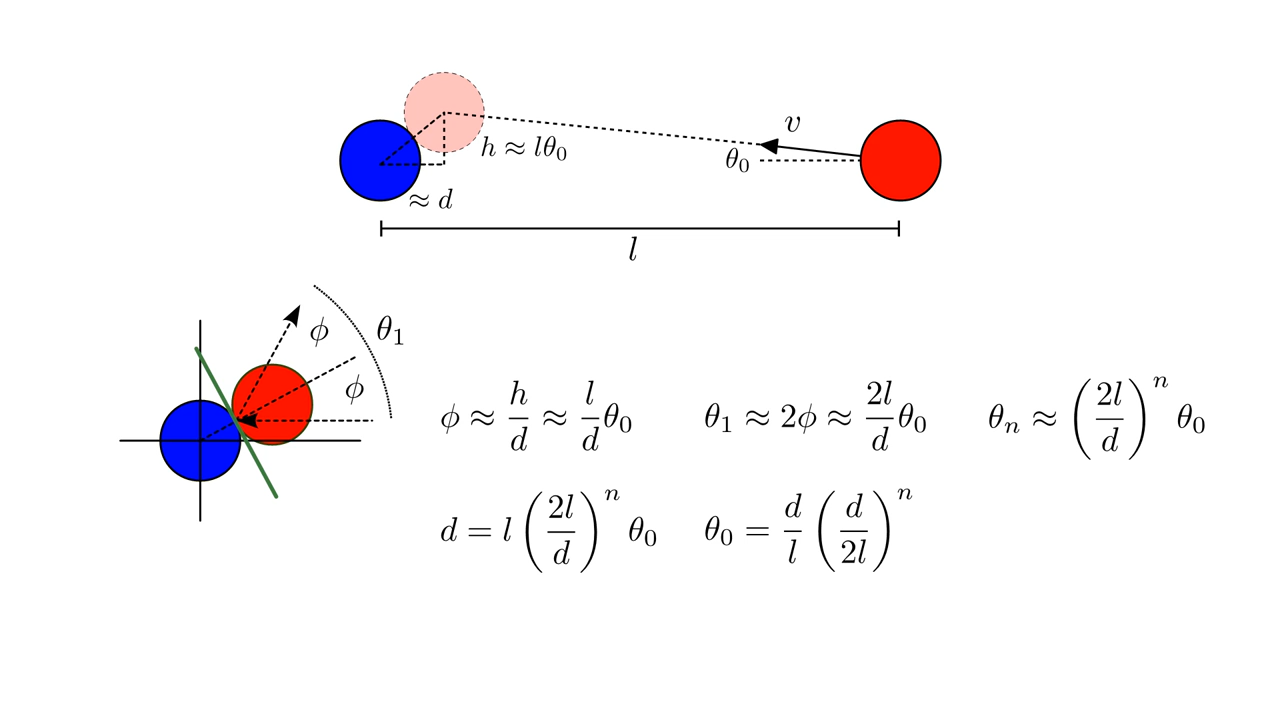 v
h ≈ lθ₀
θ₀
≈ d
l
ϕ
θ₁
ϕ
ϕ ≈ h/d ≈ l/d θ₀
θ₁ ≈ 2ϕ ≈ 2l/d θ₀
θₙ ≈ (2l/d)ⁿ θ₀
d = l (2l/d)ⁿ θ₀
θ₀ = d/l (d/2l)ⁿ